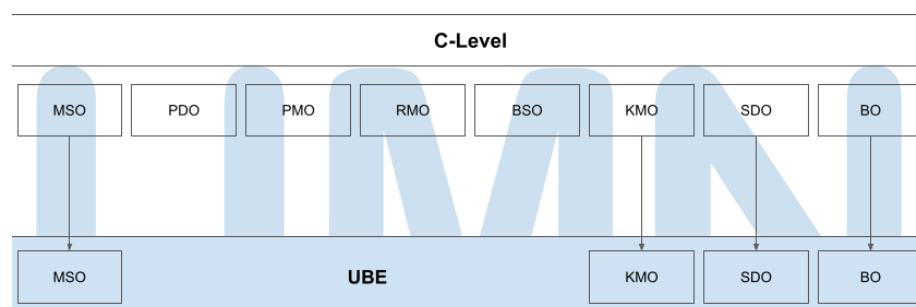 C-Level
MSO PDO PMO RMO BSO KMO SDO BO
MSO UBE KMO SDO BO